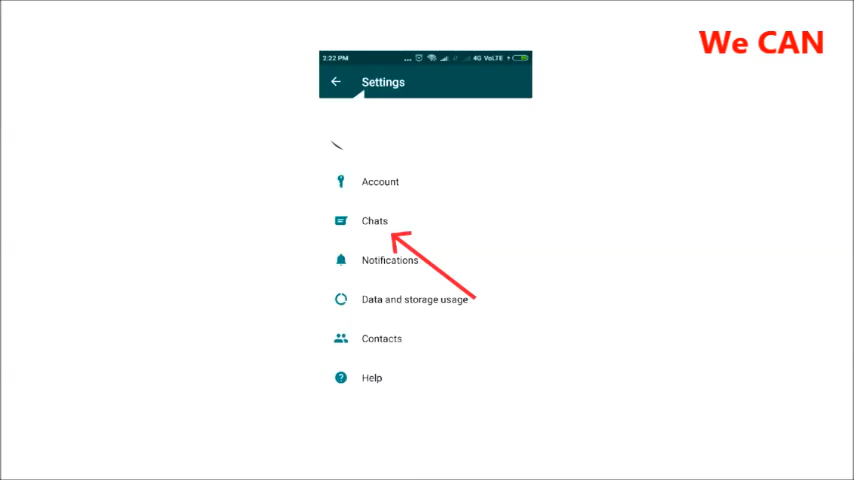 We CAN
2:22 PM ... 4G VoLTE
Settings
Account
Chats
Notifications
Data and storage usage
Contacts
Help